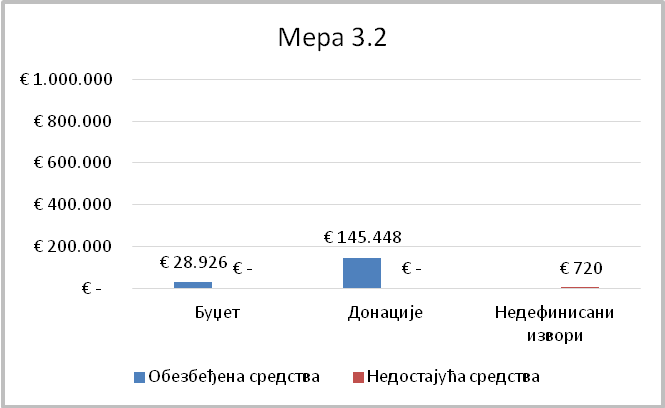 Мера 3.2
€ 1.000.000
€ 800.000
€ 600.000
€ 400.000
€ 200.000
€ -
€ 28.926
€ -
€ 145.448
€ -
€ 720
Буџет
Донације
Недефинисани
извори
Обезбеђена средства
Недостајућа средства